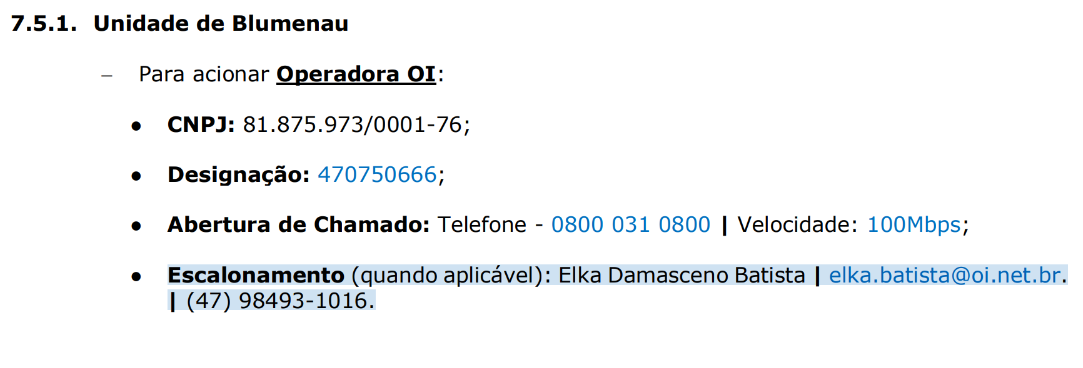 7.5.1. Unidade de Blumenau
– Para acionar Operadora OI:
● CNPJ: 81.875.973/0001-76;
● Designação: 470750666;
● Abertura de Chamado: Telefone - 0800 031 0800 | Velocidade: 100Mbps;
● Escalonamento (quando aplicável): Elka Damasceno Batista | elka.batista@oi.net.br.
| (47) 98493-1016.